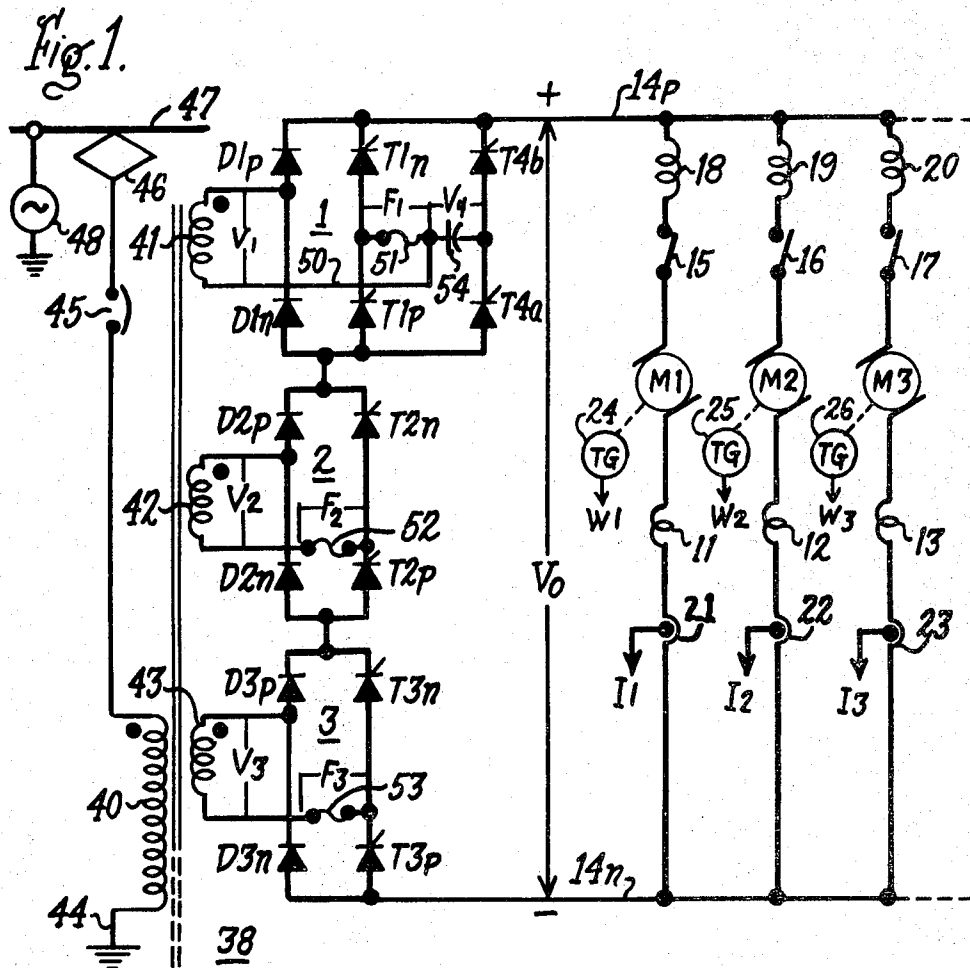 Fig. 1.
47
+
14p
D1p
T1n
T4b
18
19
20
46
48
41
V1
1
F1
V4
50
51
54
15
16
17
45
D1n
T1p
T4a
M1
M2
M3
24
25
26
TG
TG
TG
D2p
T2n
2
W1
W2
W3
42
V2
F2
52
11
12
13
D2n
T2p
Vo
21
22
23
43
D3p
T3n
I1
I2
I3
3
V3
F3
53
40
D3n
T3p
14n
44
−
38